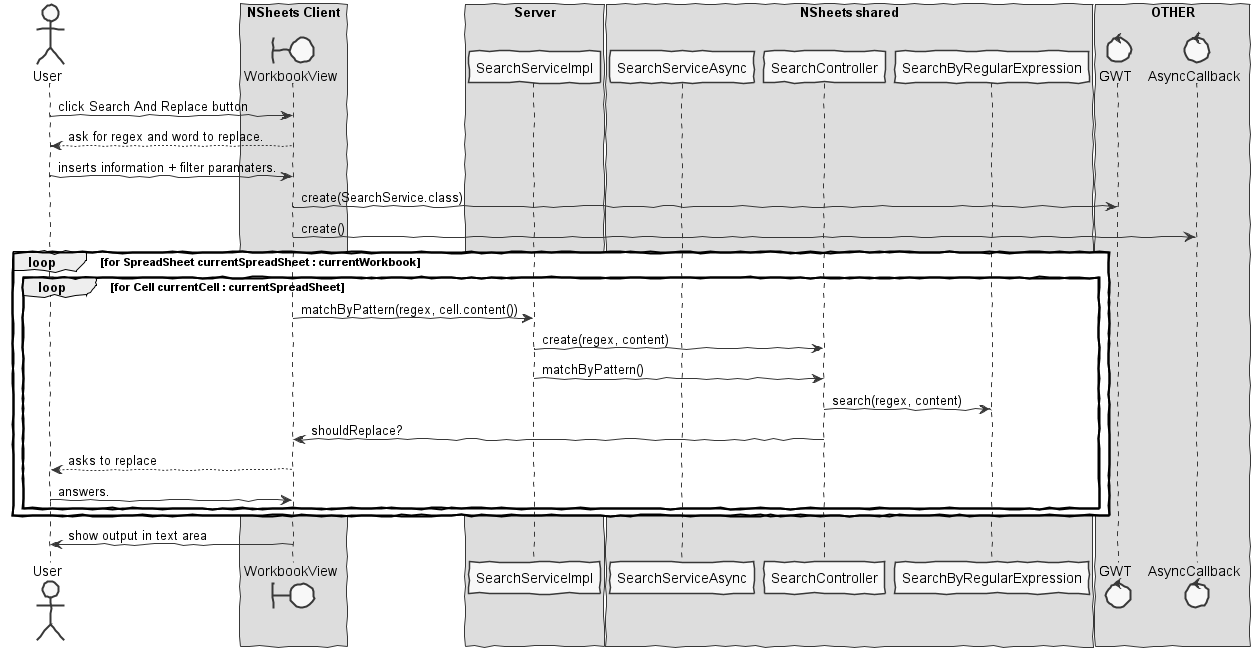 NSheets Client
Server
NSheets shared
OTHER
User
WorkbookView
SearchServiceImpl
SearchServiceAsync
SearchController
SearchByRegularExpression
GWT
AsyncCallback
click Search And Replace button
ask for regex and word to replace.
inserts information + filter paramaters.
create(SearchService.class)
create()
loop [for SpreadSheet currentSpreadSheet : currentWorkbook]
loop [for Cell currentCell : currentSpreadSheet]
matchByPattern(regex, cell.content())
create(regex, content)
matchByPattern()
search(regex, content)
shouldReplace?
asks to replace
answers.
show output in text area
User
WorkbookView
SearchServiceImpl
SearchServiceAsync
SearchController
SearchByRegularExpression
GWT
AsyncCallback